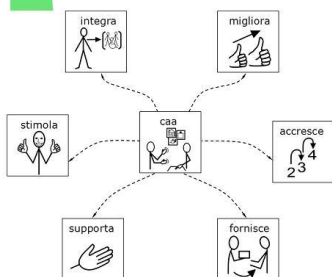 integra
migliora
stimola
caa
accresce
2 3 4
supporta
fornisce